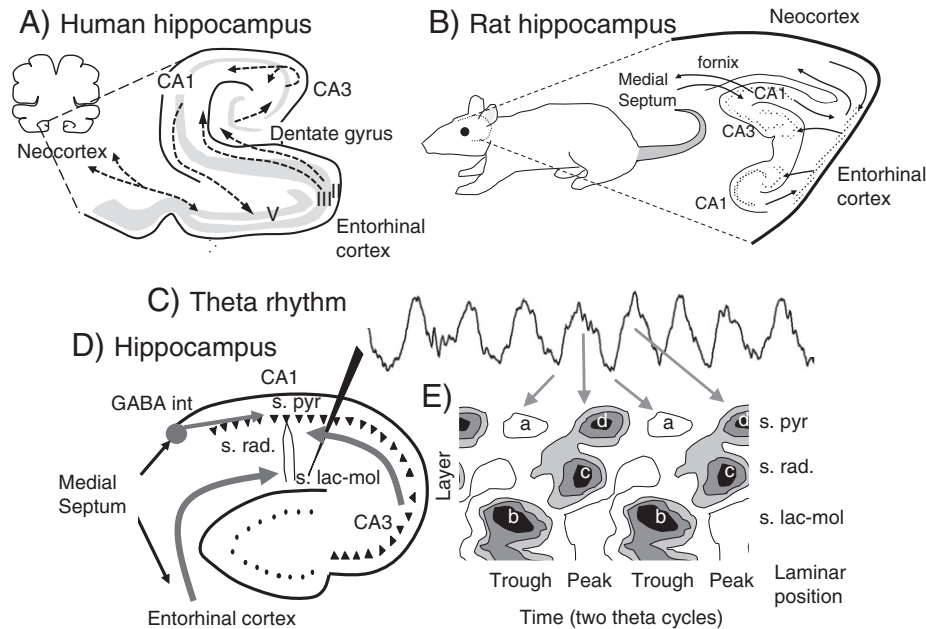 A) Human hippocampus
CA1
CA3
Dentate gyrus
Neocortex
II
III
V
Entorhinal
cortex
B) Rat hippocampus
Neocortex
fornix
Medial
Septum
CA1
CA3
Entorhinal
cortex
CA1
C) Theta rhythm
D) Hippocampus
CA1
GABA int
s. pyr
s. rad.
s. lac-mol
Medial
Septum
CA3
Entorhinal cortex
E)
Layer
a
d
a
d
s. pyr
c
c
s. rad.
b
b
s. lac-mol
Trough
Peak
Trough
Peak
Laminar
position
Time (two theta cycles)